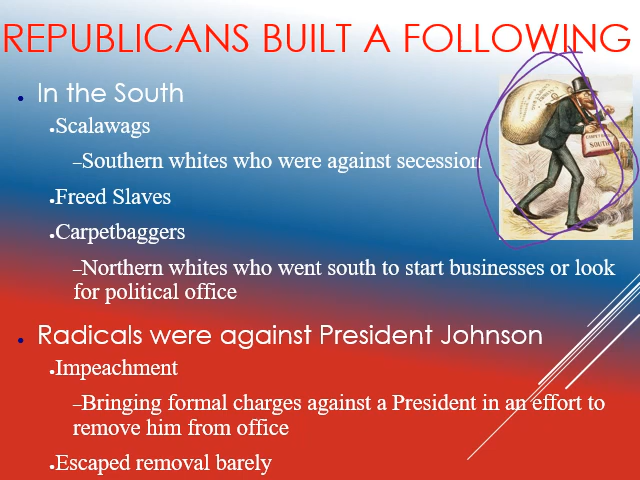 REPUBLICANS BUILT A FOLLOWING
In the South
Scalawags
–Southern whites who were against secession
Freed Slaves
Carpetbaggers
–Northern whites who went south to start businesses or look
for political office
Radicals were against President Johnson
Impeachment
–Bringing formal charges against a President in an effort to
remove him from office
Escaped removal barely
SOUTH